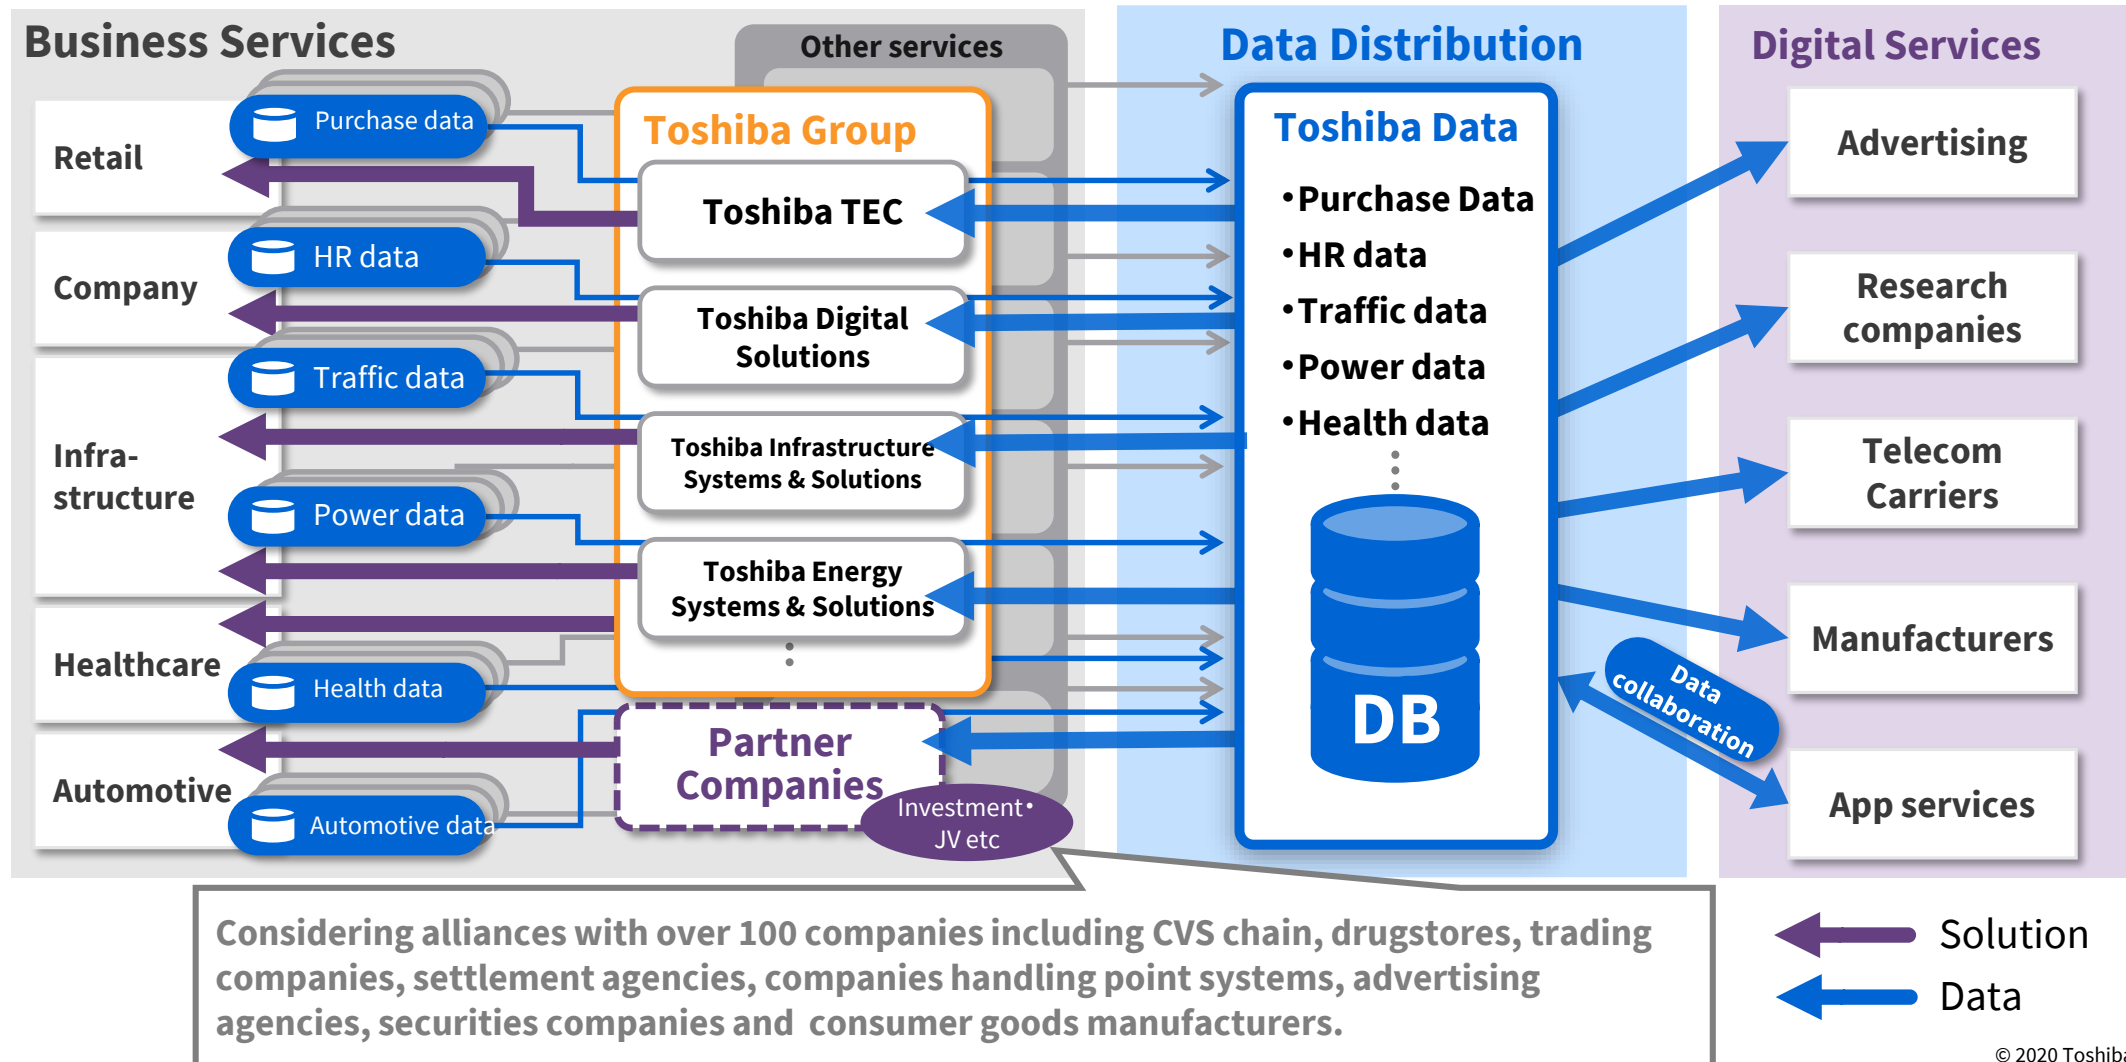 Business Services
Other services
Data Distribution
Digital Services
Retail
Company
Infra-
structure
Healthcare
Automotive
Purchase data
HR data
Traffic data
Power data
Health data
Automotive data
Toshiba Group
Toshiba TEC
Toshiba Digital
Solutions
Toshiba Infrastructure
Systems & Solutions
Toshiba Energy
Systems & Solutions
Partner
Companies
Investment・
JV etc
Toshiba Data
・Purchase Data
・HR data
・Traffic data
・Power data
・Health data
DB
Advertising
Research
companies
Telecom
Carriers
Manufacturers
App services
Data
collaboration
Considering alliances with over 100 companies including CVS chain, drugstores, trading
companies, settlement agencies, companies handling point systems, advertising
agencies, securities companies and consumer goods manufacturers.
Solution
Data
© 2020 Toshiba